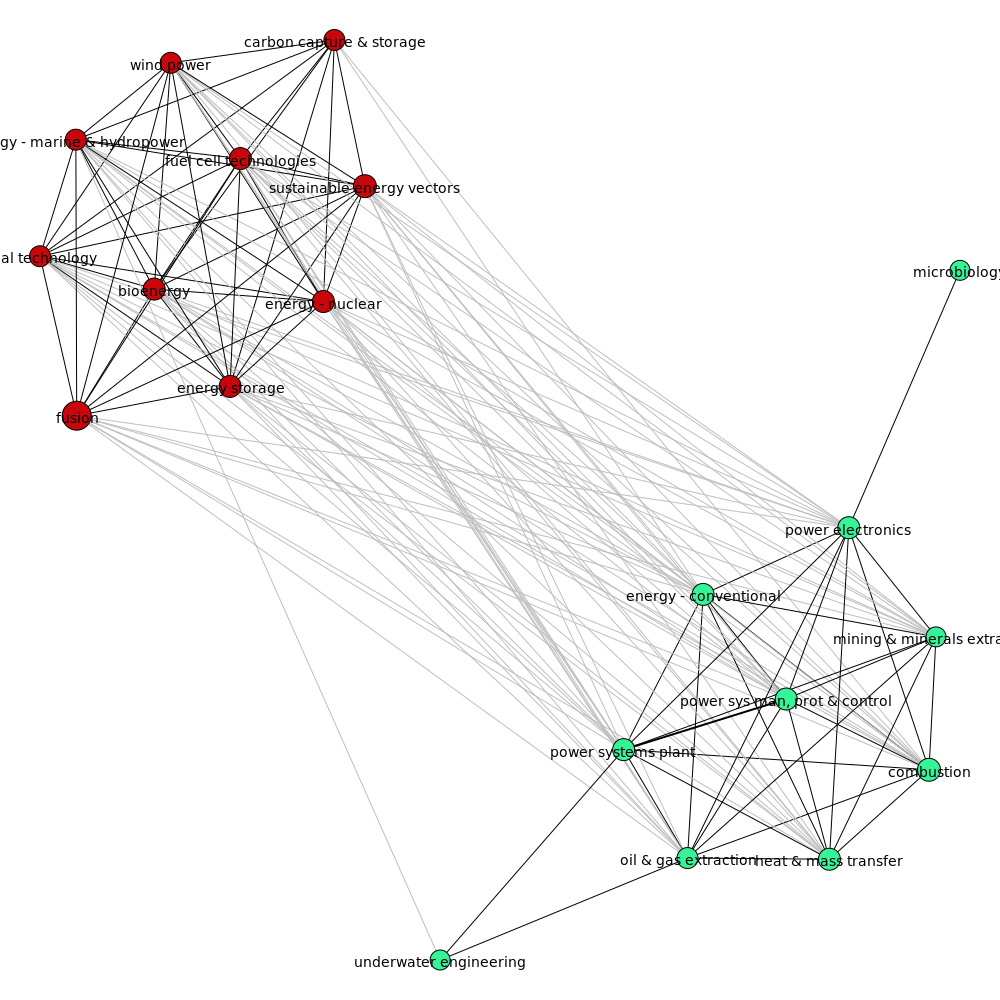 carbon capture & storage
wind power
gy - marine & hydropower
fuel cell technologies
sustainable energy vectors
al technology
microbiology
bioenergy
energy - nuclear
energy storage
fusion
power electronics
energy - conventional
mining & minerals extra
power sys man, prot & control
power systems plant
combustion
oil & gas extraction
heat & mass transfer
underwater engineering